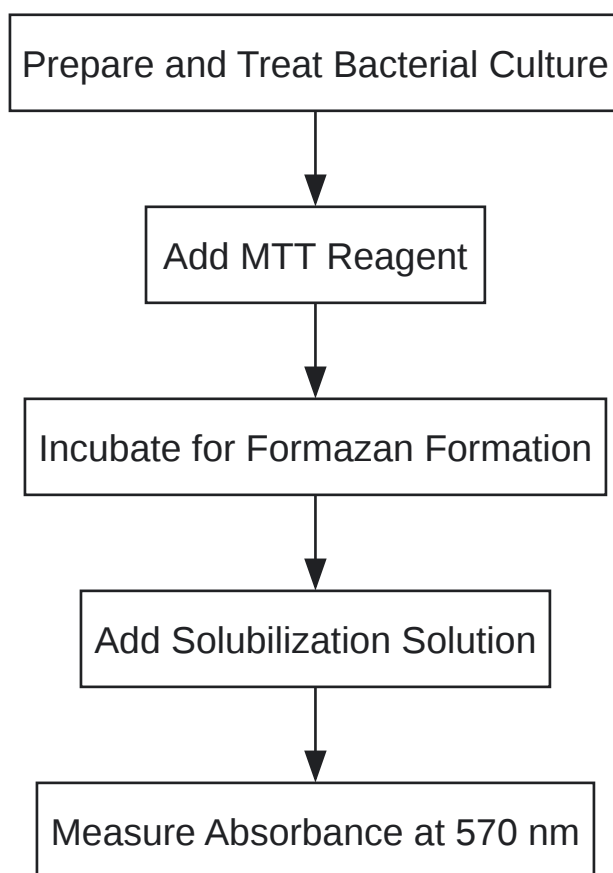 Prepare and Treat Bacterial Culture
Add MTT Reagent
Incubate for Formazan Formation
Add Solubilization Solution
Measure Absorbance at 570 nm